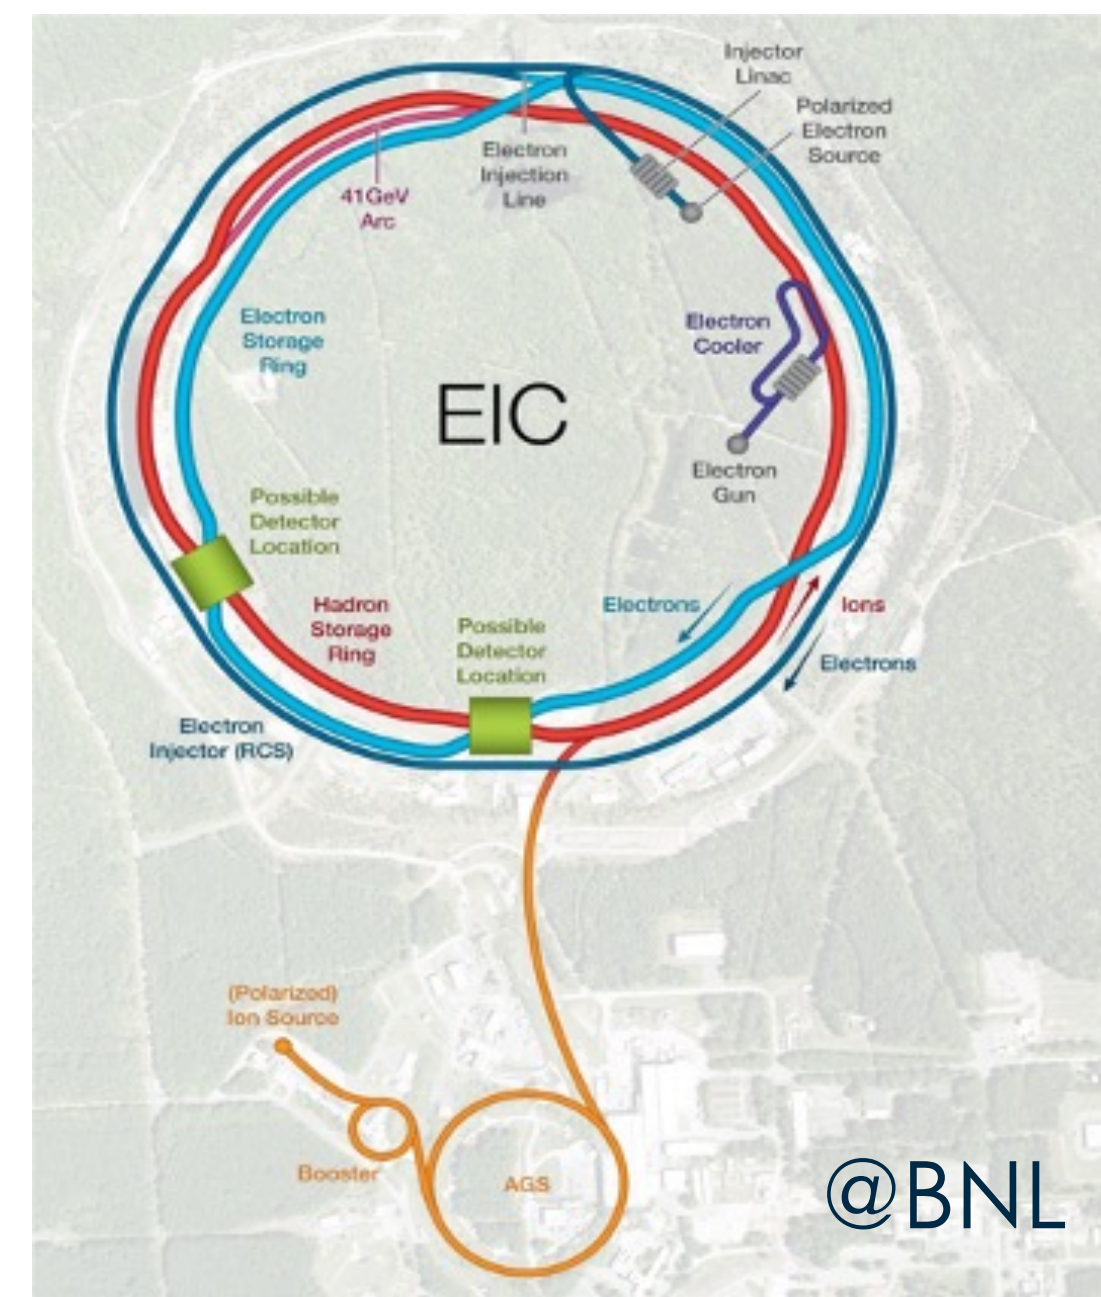 Injector
Linac
Polarized
Electron
Source
Electron
Injection
Line
41GeV
Arc
Electron
Storage
Ring
Electron
Cooler
EIC
Electron
Gun
Possible
Detector
Location
Hadron
Storage
Ring
Possible
Detector
Location
Electrons
Ions
Electrons
Electron
Injector (RCS)
(Polarized)
Ion Source
Booster
AGS
@BNL